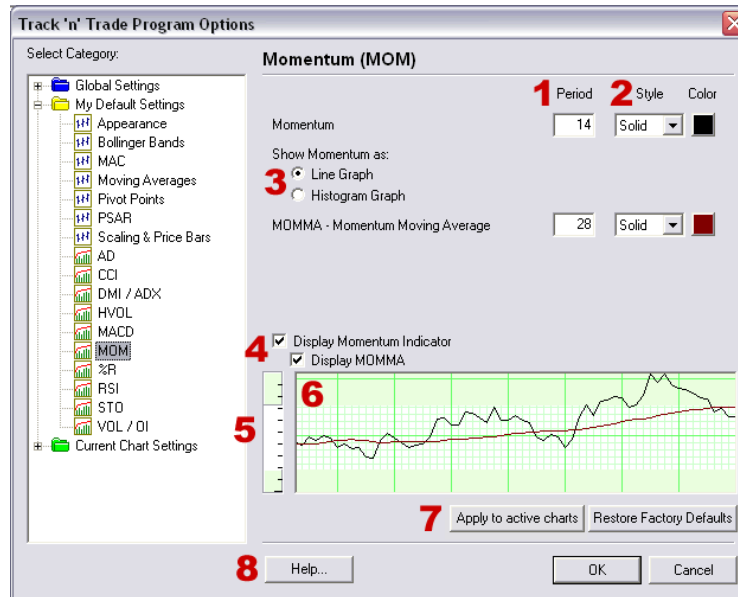 Track 'n' Trade Program Options
Select Category:
Global Settings
My Default Settings
Appearance
Bollinger Bands
MAC
Moving Averages
Pivot Points
PSAR
Scaling & Price Bars
AD
CCI
DMI / ADX
HVOL
MACD
MOM
%R
RSI
STO
VOL / OI
Current Chart Settings
Momentum (MOM)
1 Period 2 Style Color
Momentum 14 Solid
Show Momentum as:
3 Line Graph
Histogram Graph
MOMMA - Momentum Moving Average 28 Solid
4 Display Momentum Indicator
Display MOMMA
6
5
7 Apply to active charts Restore Factory Defaults
8 Help... OK Cancel